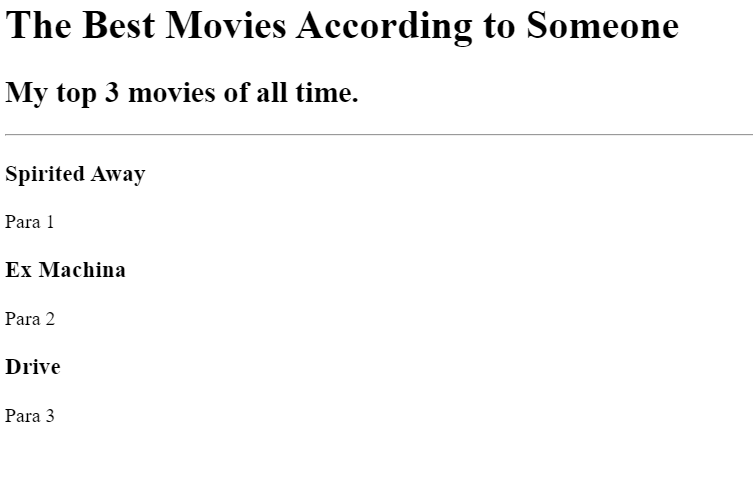 The Best Movies According to Someone
My top 3 movies of all time.
Spirited Away
Para 1
Ex Machina
Para 2
Drive
Para 3